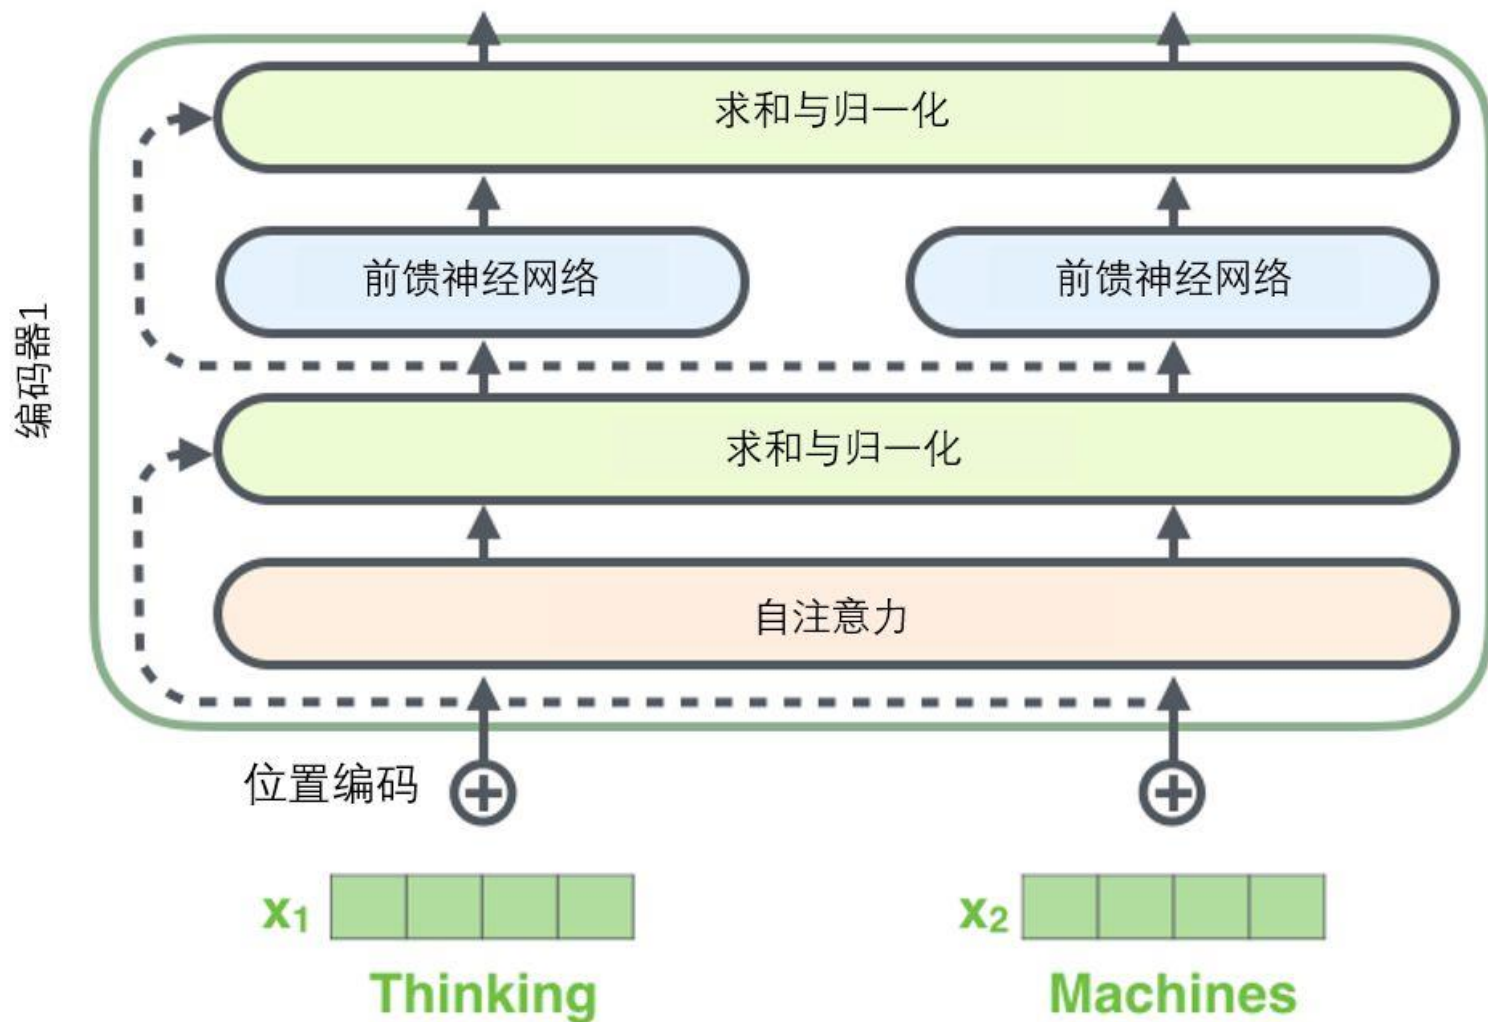 求和与归一化
前馈神经网络
前馈神经网络
编码器1
求和与归一化
自注意力
位置编码
x1
x2
Thinking
Machines